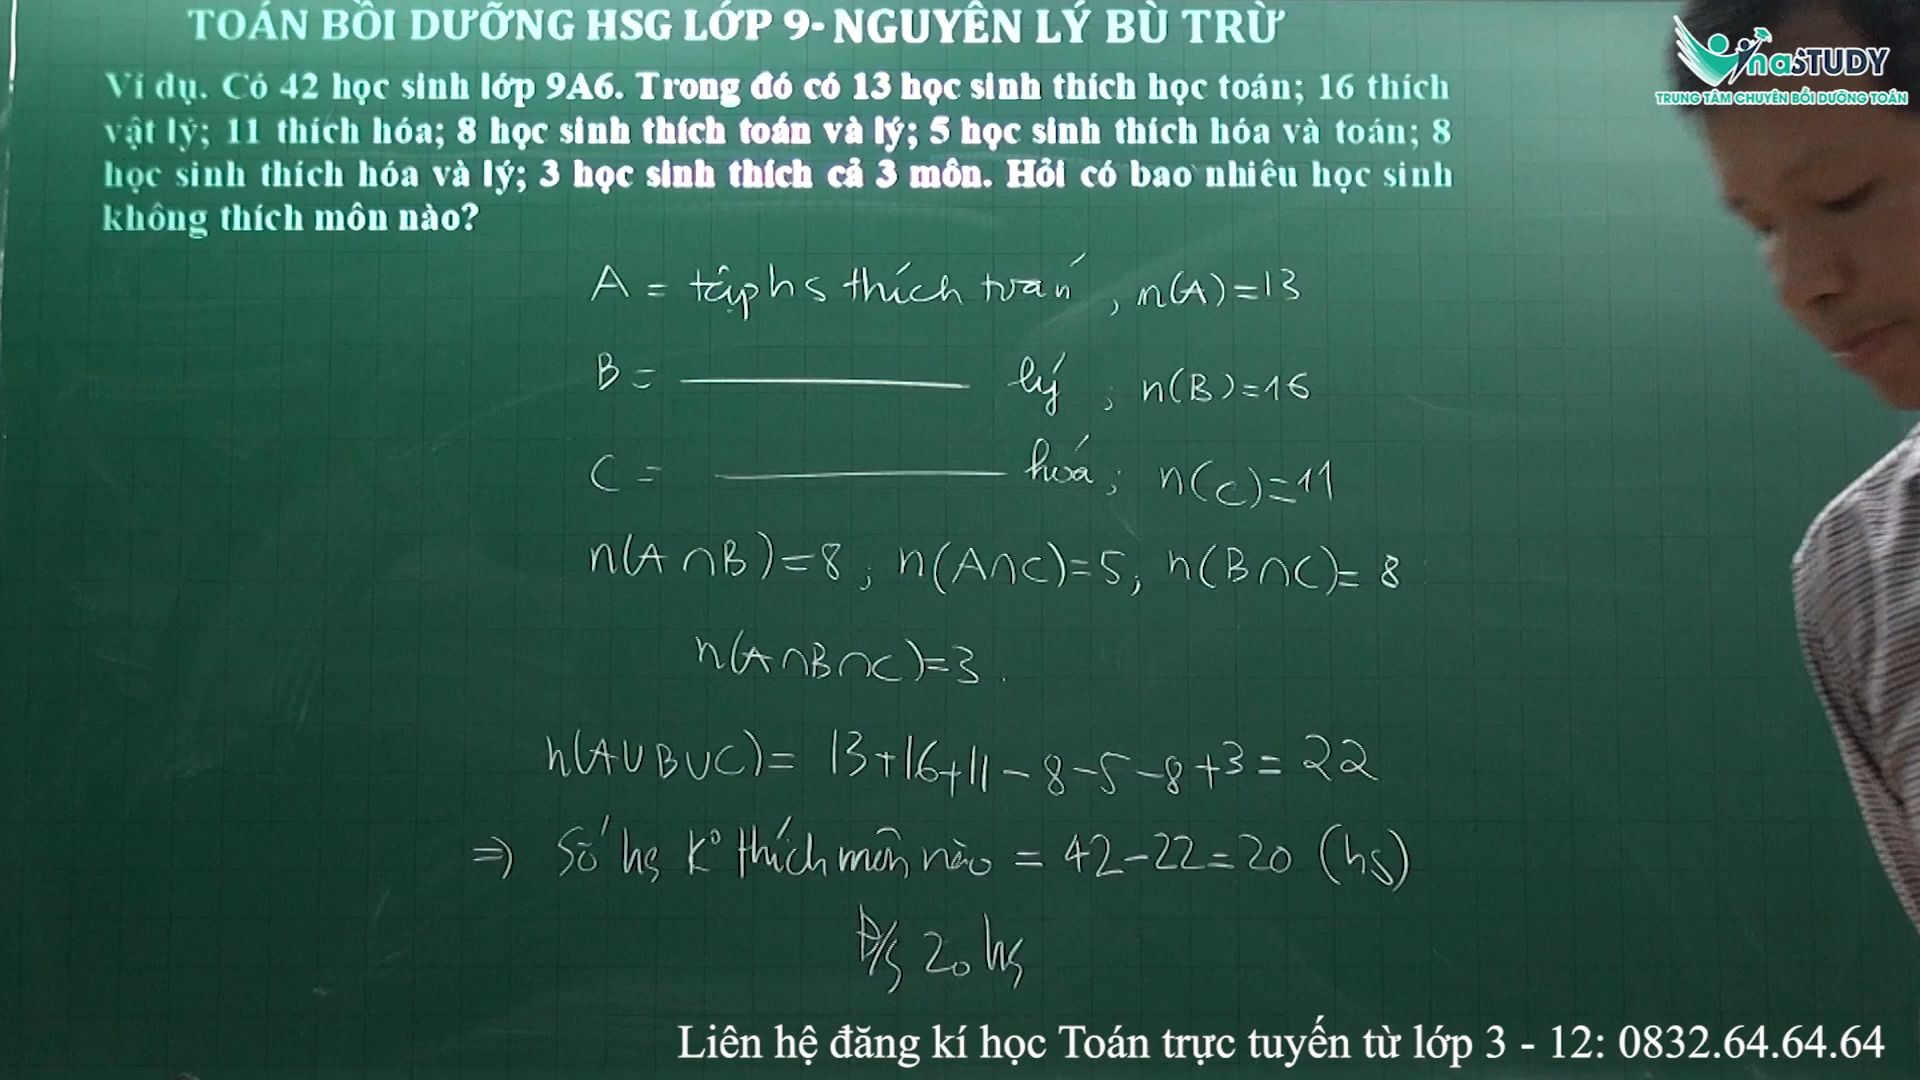 TOÁN BỒI DƯỠNG HSG LỚP 9- NGUYÊN LÝ BÙ TRỪ
Ví dụ. Có 42 học sinh lớp 9A6. Trong đó có 13 học sinh thích học toán; 16 thích
vật lý; 11 thích hóa; 8 học sinh thích toán và lý; 5 học sinh thích hóa và toán; 8
học sinh thích hóa và lý; 3 học sinh thích cả 3 môn. Hỏi có bao nhiêu học sinh
không thích môn nào?
VinaSTUDY
TRUNG TÂM CHUYÊN BỒI DƯỠNG TOÁN
A = tập hs thích toán, n(A)=13
B = ——— lý; n(B)=16
C = ——— hóa; n(C)=11
n(A∩B)=8; n(A∩C)=5; n(B∩C)=8
n(A∩B∩C)=3.
n(A∪B∪C)= 13+16+11-8-5-8+3=22
=> Số hs K° thích môn nào = 42-22=20 (hs)
Đ/s 20 hs
Liên hệ đăng kí học Toán trực tuyến từ lớp 3 - 12: 0832.64.64.64